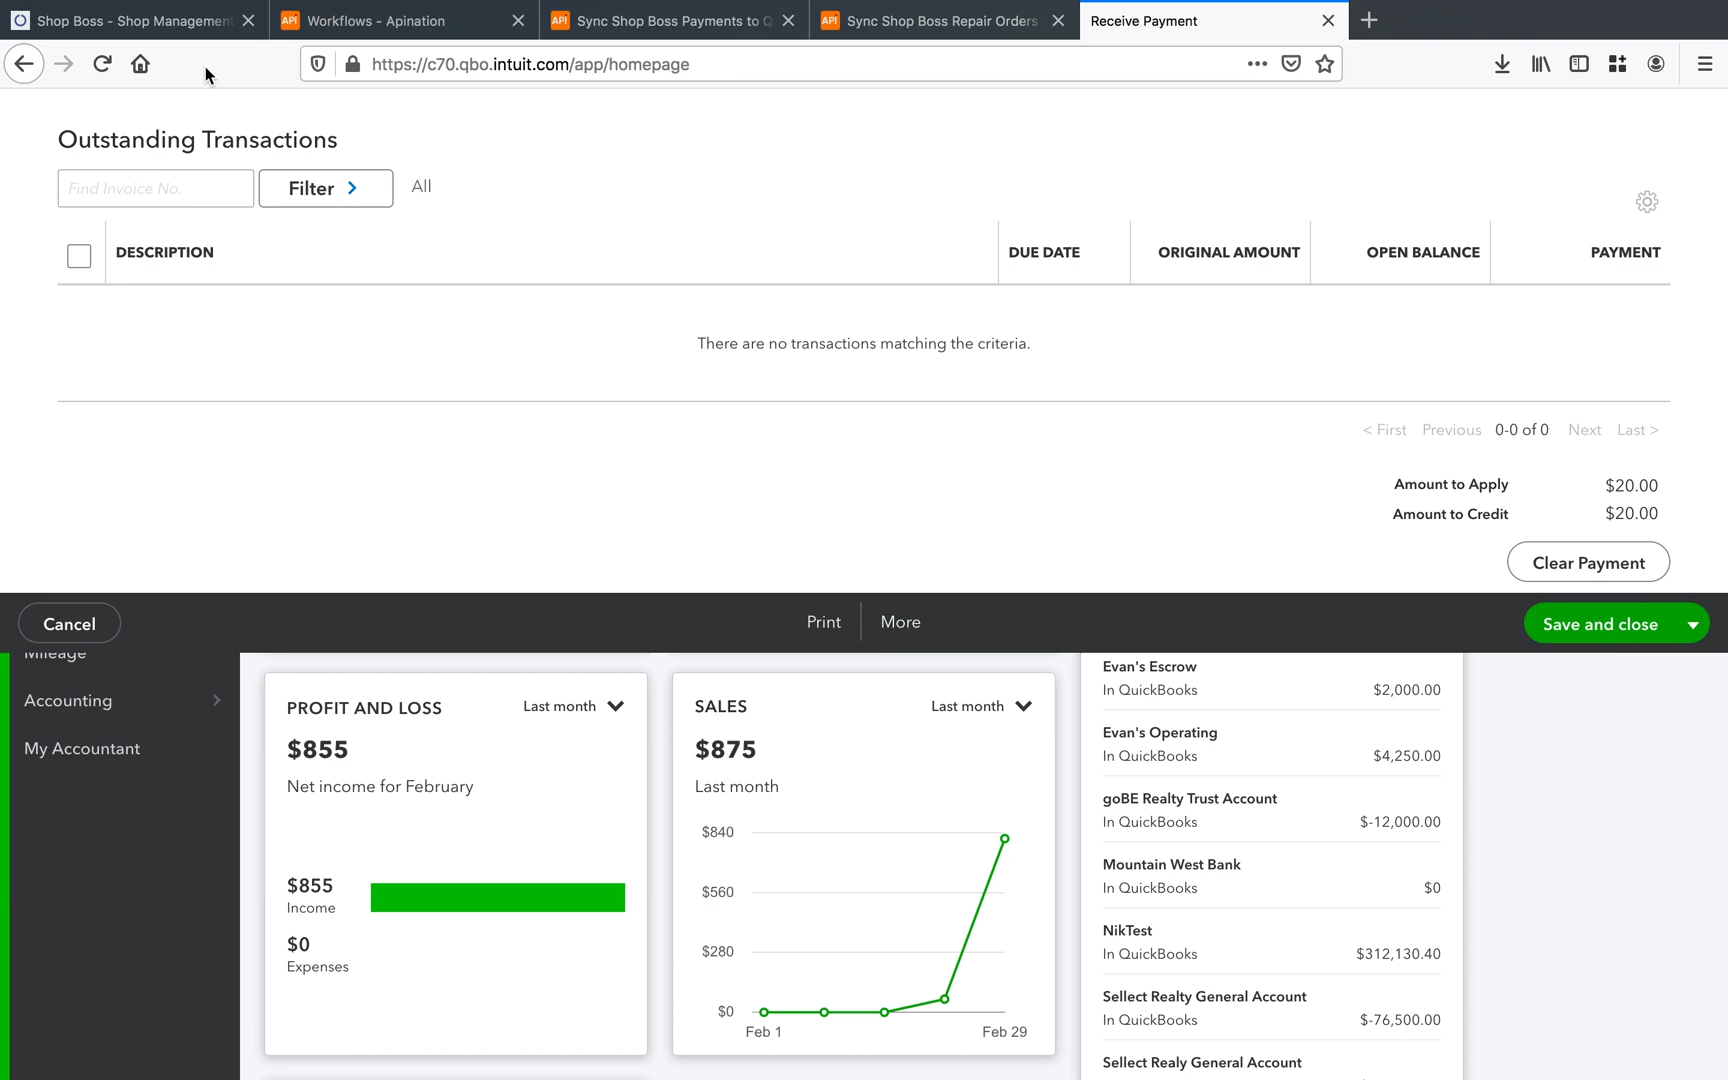 Shop Boss - Shop Management
API Workflows - Apination
API Sync Shop Boss Payments to Q
API Sync Shop Boss Repair Orders
Receive Payment
https://c70.qbo.intuit.com/app/homepage
Outstanding Transactions
Find Invoice No.
Filter
All
DESCRIPTION
DUE DATE
ORIGINAL AMOUNT
OPEN BALANCE
PAYMENT
There are no transactions matching the criteria.
< First Previous 0-0 of 0 Next Last >
Amount to Apply $20.00
Amount to Credit $20.00
Clear Payment
Cancel
Print
More
Save and close
Mileage
Accounting
My Accountant
PROFIT AND LOSS
Last month
$855
Net income for February
$855
Income
$0
Expenses
SALES
Last month
$875
Last month
$840
$560
$280
$0
Feb 1
Feb 29
Evan's Escrow
In QuickBooks $2,000.00
Evan's Operating
In QuickBooks $4,250.00
goBE Realty Trust Account
In QuickBooks $-12,000.00
Mountain West Bank
In QuickBooks $0
NikTest
In QuickBooks $312,130.40
Sellect Realty General Account
In QuickBooks $-76,500.00
Sellect Realy General Account